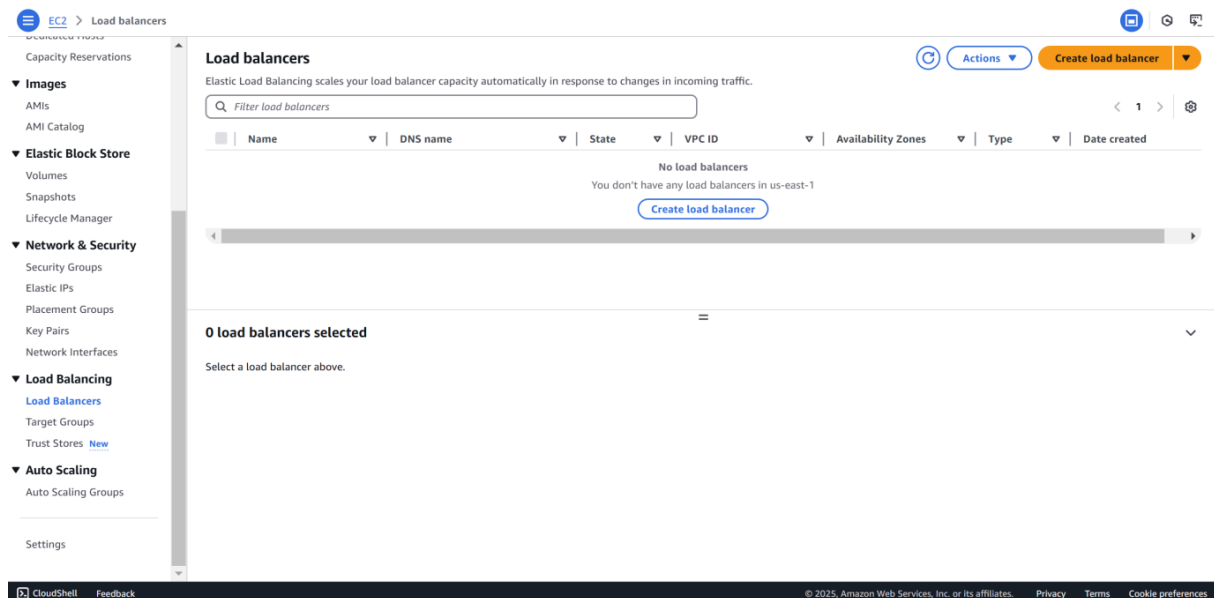 EC2 > Load balancers
Dedicated Hosts
Capacity Reservations
Images
AMIs
AMI Catalog
Elastic Block Store
Volumes
Snapshots
Lifecycle Manager
Network & Security
Security Groups
Elastic IPs
Placement Groups
Key Pairs
Network Interfaces
Load Balancing
Load Balancers
Target Groups
Trust Stores New
Auto Scaling
Auto Scaling Groups
Settings
Load balancers
Actions
Create load balancer
Elastic Load Balancing scales your load balancer capacity automatically in response to changes in incoming traffic.
Filter load balancers
1
Name DNS name State VPC ID Availability Zones Type Date created
No load balancers
You don't have any load balancers in us-east-1
Create load balancer
0 load balancers selected
Select a load balancer above.
CloudShell Feedback © 2025, Amazon Web Services, Inc. or its affiliates. Privacy Terms Cookie preferences